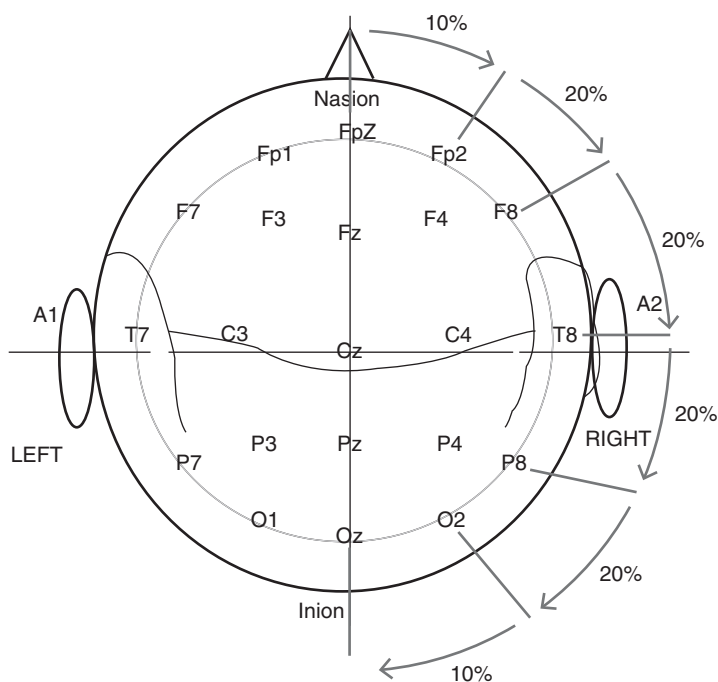 10%
20%
Nasion
FpZ
Fp1 Fp2
F7 F3 Fz F4 F8
20%
A1 A2
T7 C3 Cz C4 T8
20%
LEFT RIGHT
P7 P3 Pz P4 P8
O1 Oz O2
20%
Inion
10%